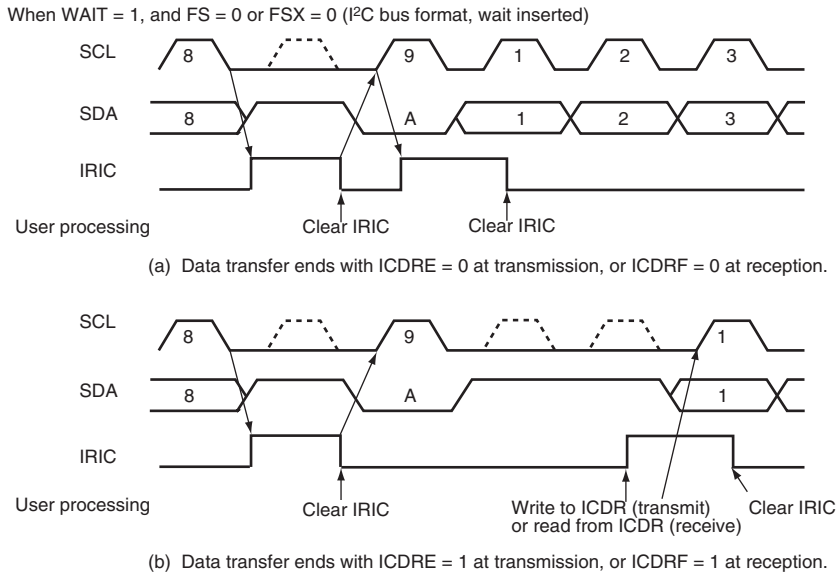 When WAIT = 1, and FS = 0 or FSX = 0 (I²C bus format, wait inserted)
SCL 8 9 1 2 3
SDA 8 A 1 2 3
IRIC
User processing Clear IRIC Clear IRIC
(a) Data transfer ends with ICDRE = 0 at transmission, or ICDRF = 0 at reception.
SCL 8 9 1
SDA 8 A 1
IRIC
User processing Clear IRIC Write to ICDR (transmit) Clear IRIC
or read from ICDR (receive)
(b) Data transfer ends with ICDRE = 1 at transmission, or ICDRF = 1 at reception.